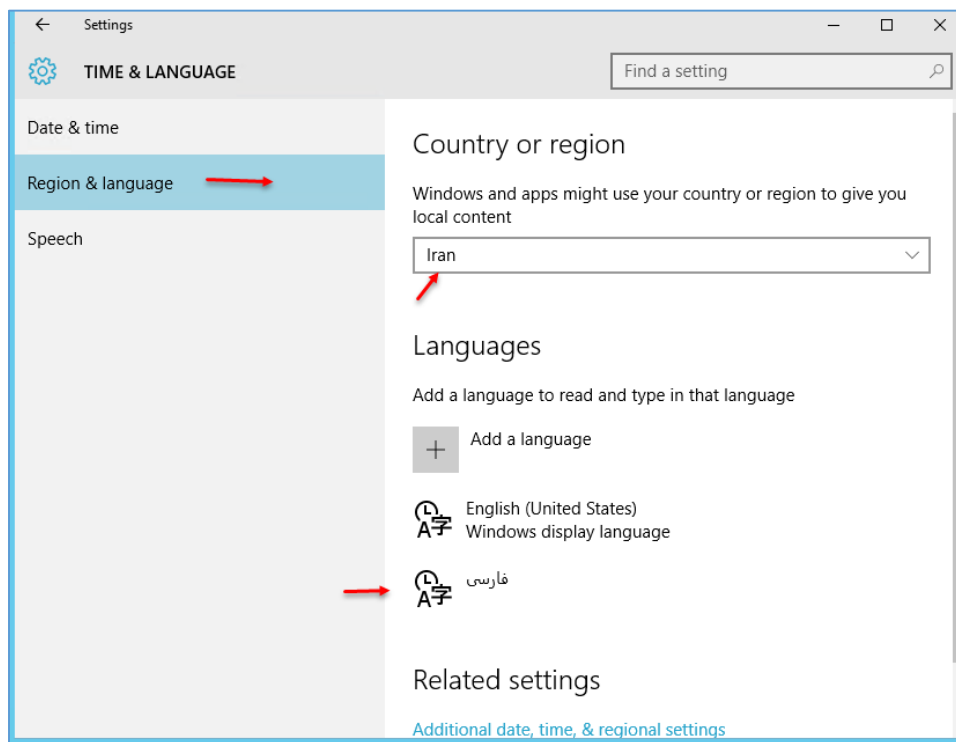 Settings
TIME & LANGUAGE
Find a setting
Date & time
Region & language
Speech
Country or region
Windows and apps might use your country or region to give you
local content
Iran
Languages
Add a language to read and type in that language
Add a language
English (United States)
Windows display language
فارسی
Related settings
Additional date, time, & regional settings